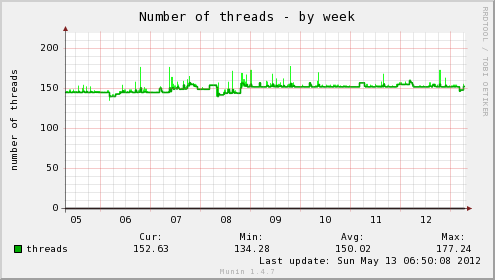 Number of threads - by week
RRDTOOL / TOBI OETIKER
number of threads
200
150
100
50
0
05 06 07 08 09 10 11 12
Cur: Min: Avg: Max:
threads 152.63 134.28 150.02 177.24
Last update: Sun May 13 06:50:08 2012
Munin 1.4.7